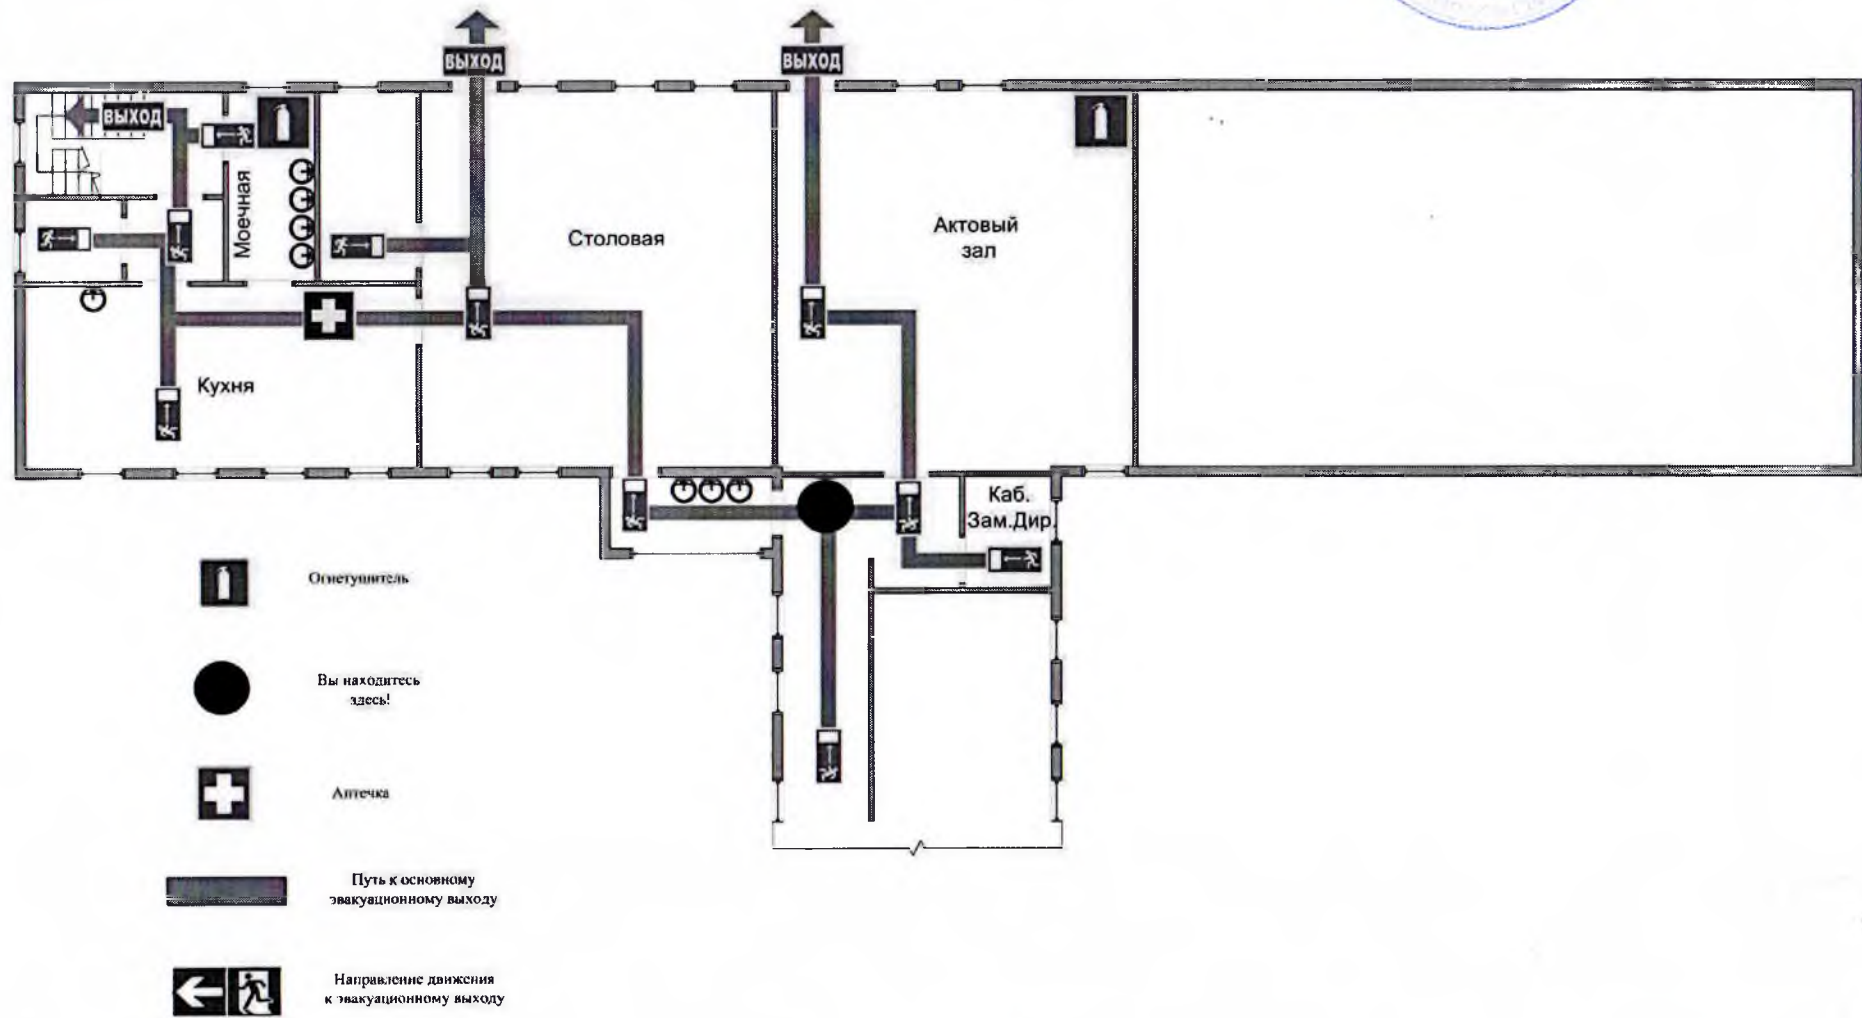 ВЫХОД
ВЫХОД
ВЫХОД
Моечная
Столовая
Актовый
зал
Кухня
Каб.
Зам.Дир.
Огнетушитель
Вы находитесь
здесь!
Аптечка
Путь к основному
эвакуационному выходу
Направление движения
к эвакуационному выходу